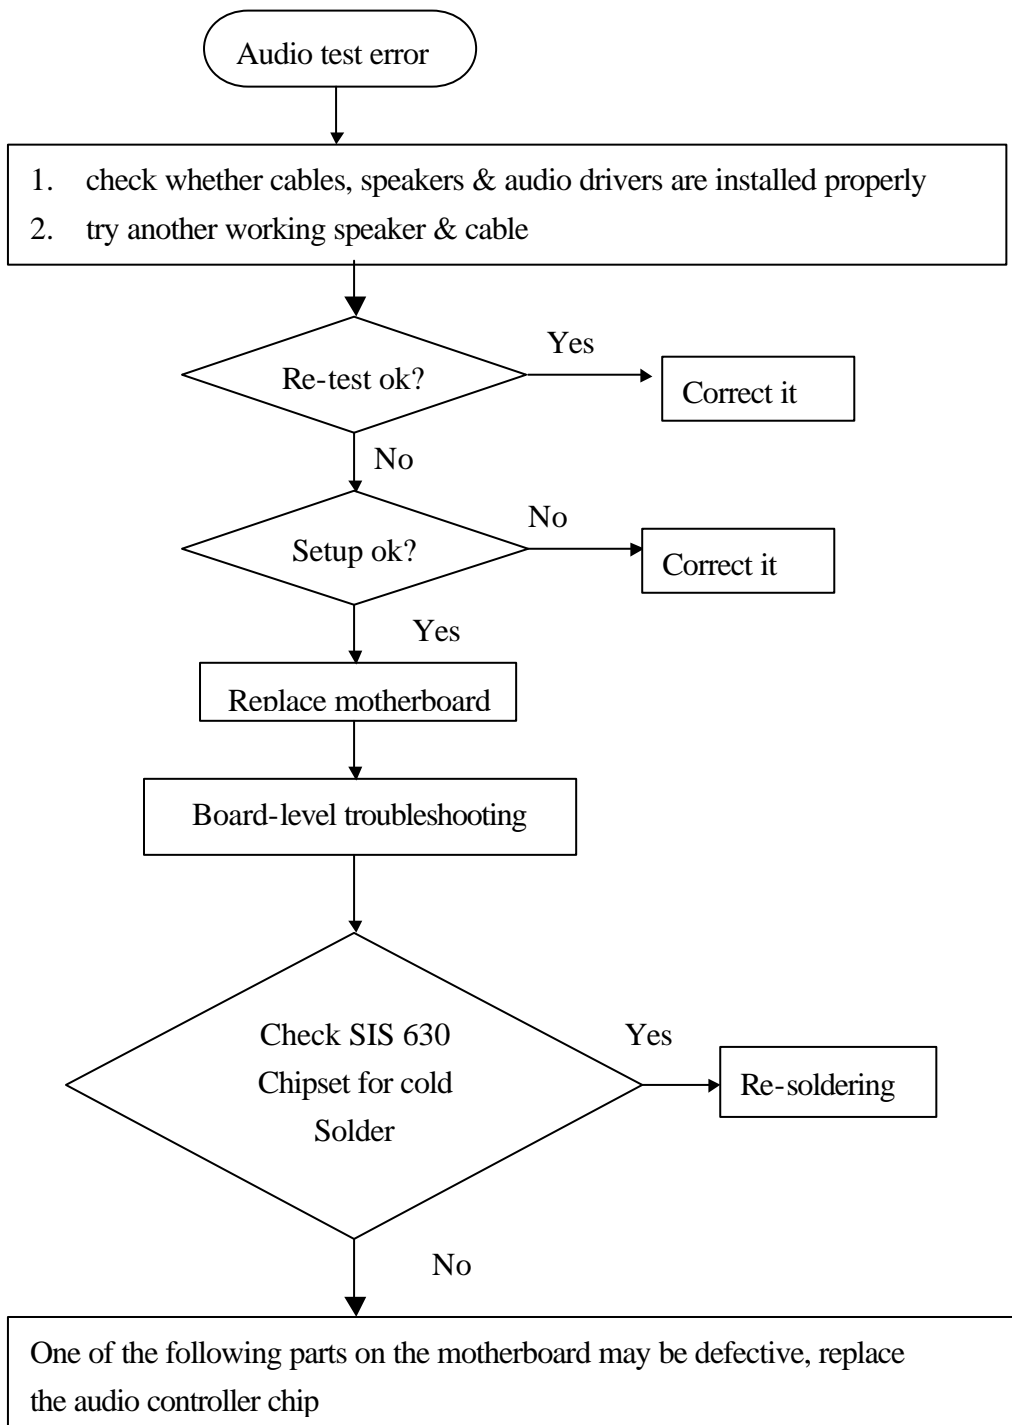 Audio test error
1. check whether cables, speakers & audio drivers are installed properly
2. try another working speaker & cable
Re-test ok?
Yes
Correct it
No
Setup ok?
No
Correct it
Yes
Replace motherboard
Board-level troubleshooting
Check SIS 630
Chipset for cold
Solder
Yes
Re-soldering
No
One of the following parts on the motherboard may be defective, replace
the audio controller chip